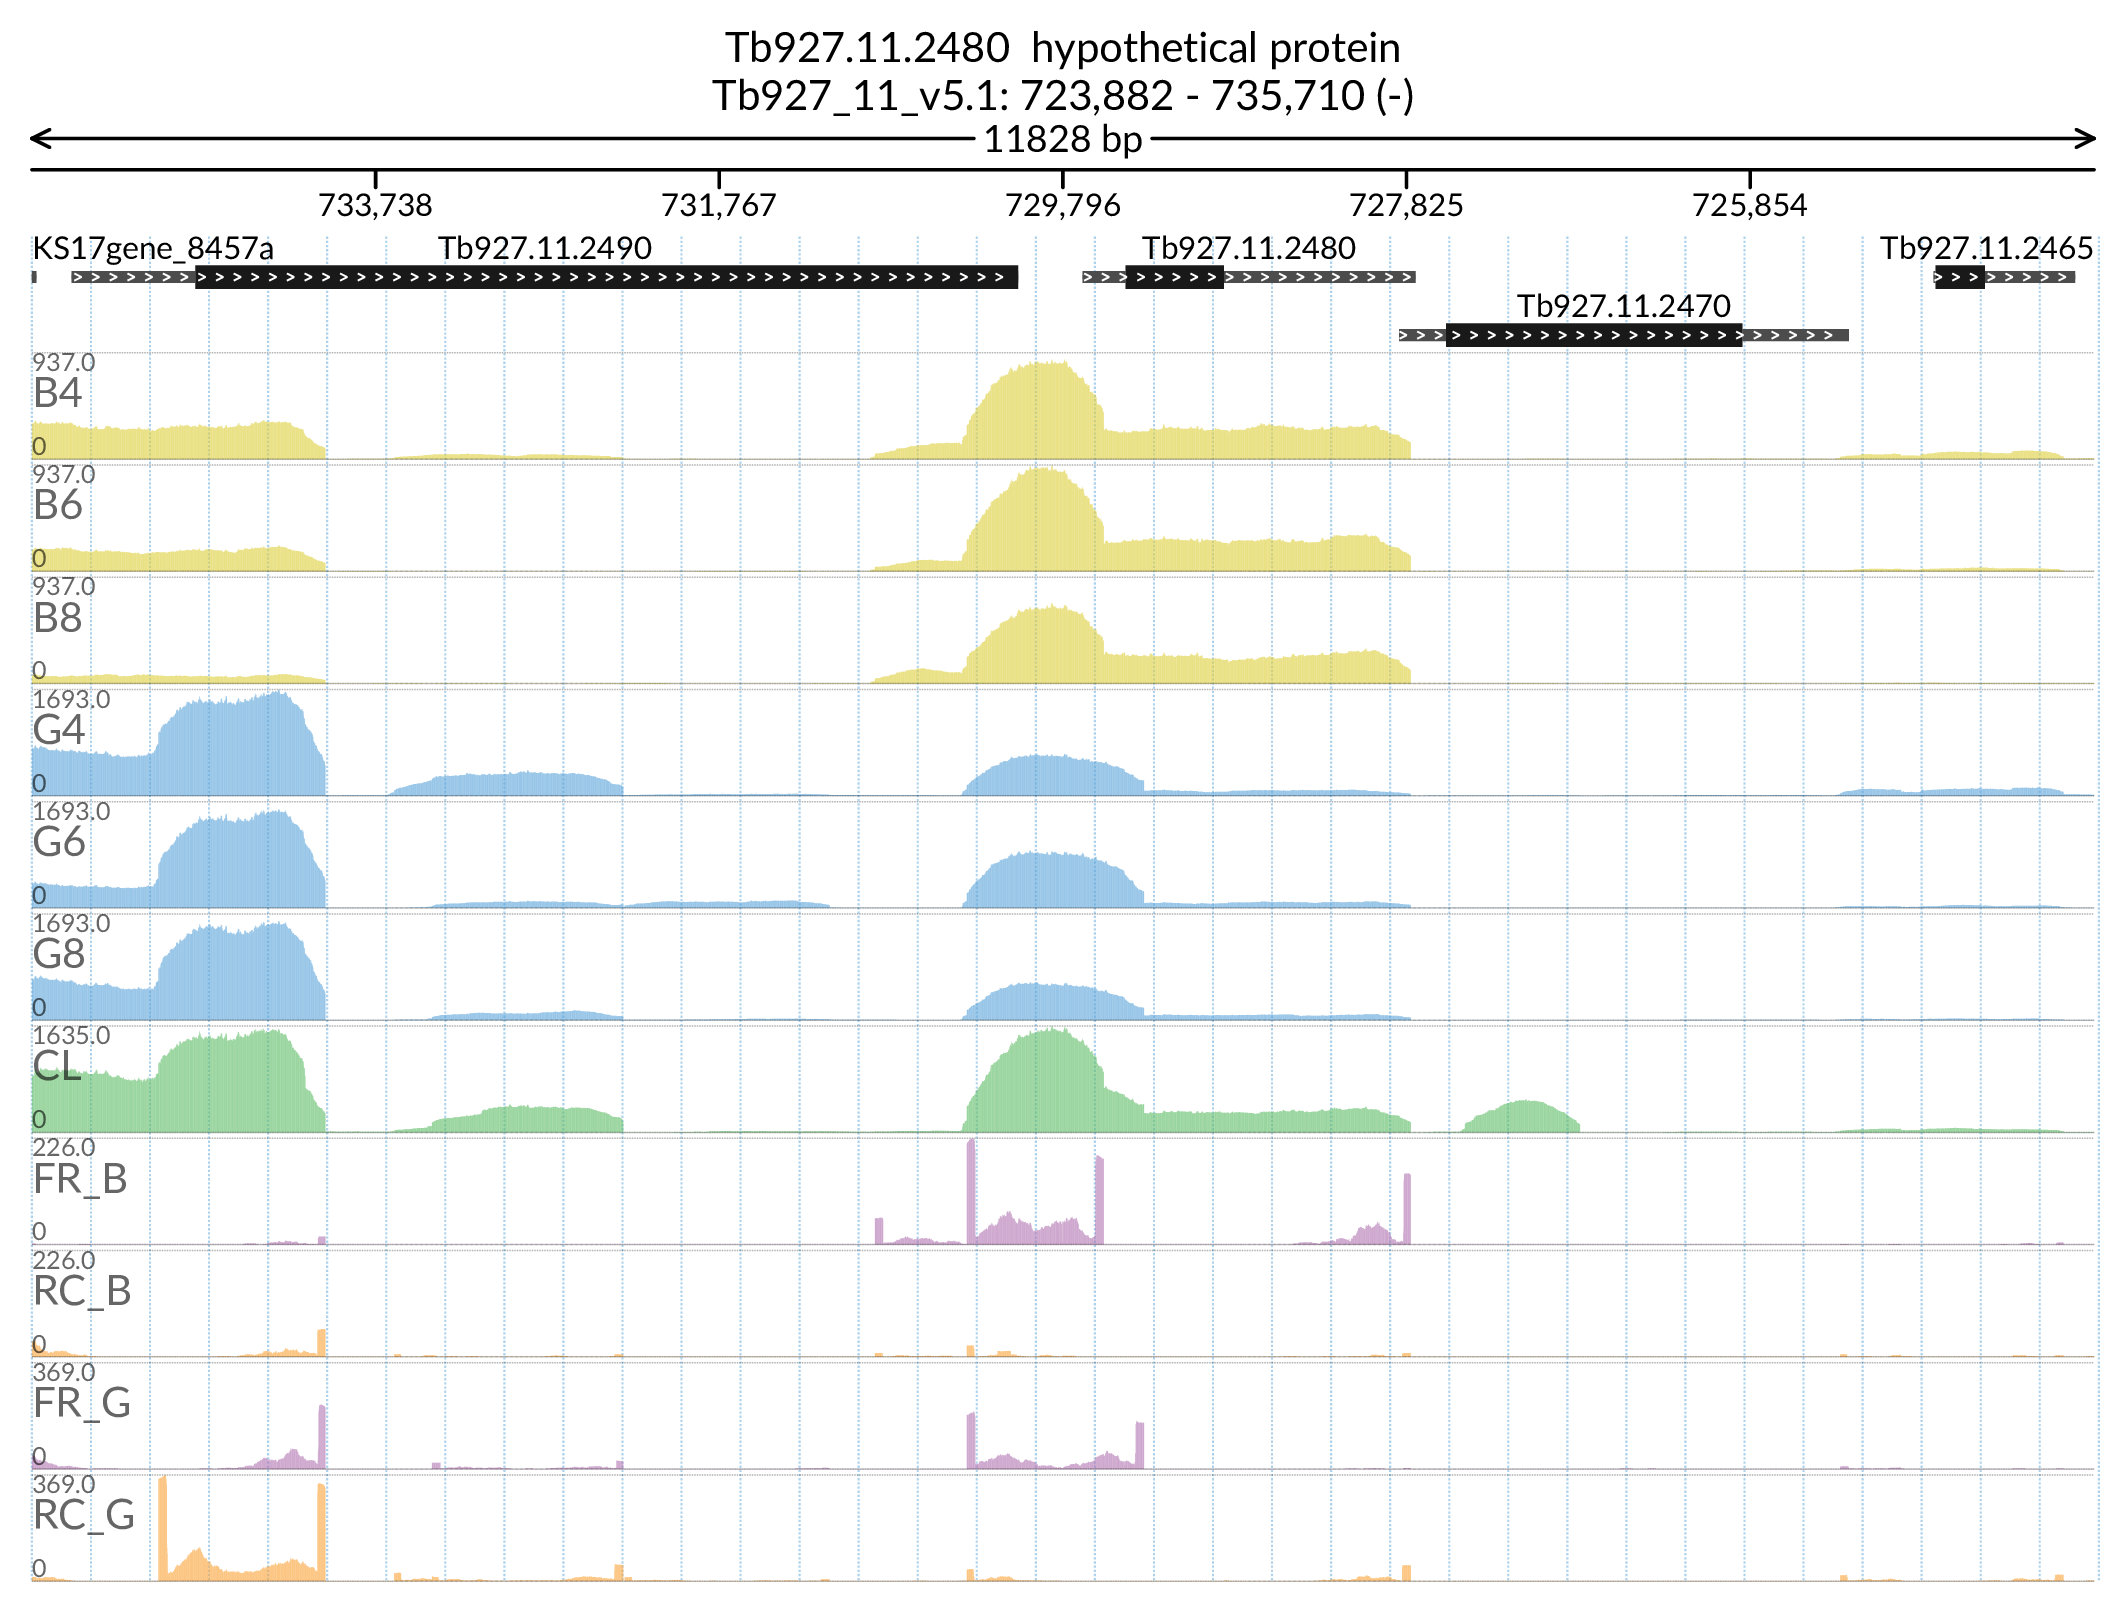 Tb927.11.2480  hypothetical protein
Tb927_11_v5.1: 723,882 - 735,710 (-)
11828 bp
733,738 731,767 729,796 727,825 725,854
KS17gene_8457a Tb927.11.2490 Tb927.11.2480 Tb927.11.2465
Tb927.11.2470
937.0
B4
0
937.0
B6
0
937.0
B8
0
1693.0
G4
0
1693.0
G6
0
1693.0
G8
0
1635.0
CL
0
226.0
FR_B
0
226.0
RC_B
0
369.0
FR_G
0
369.0
RC_G
0